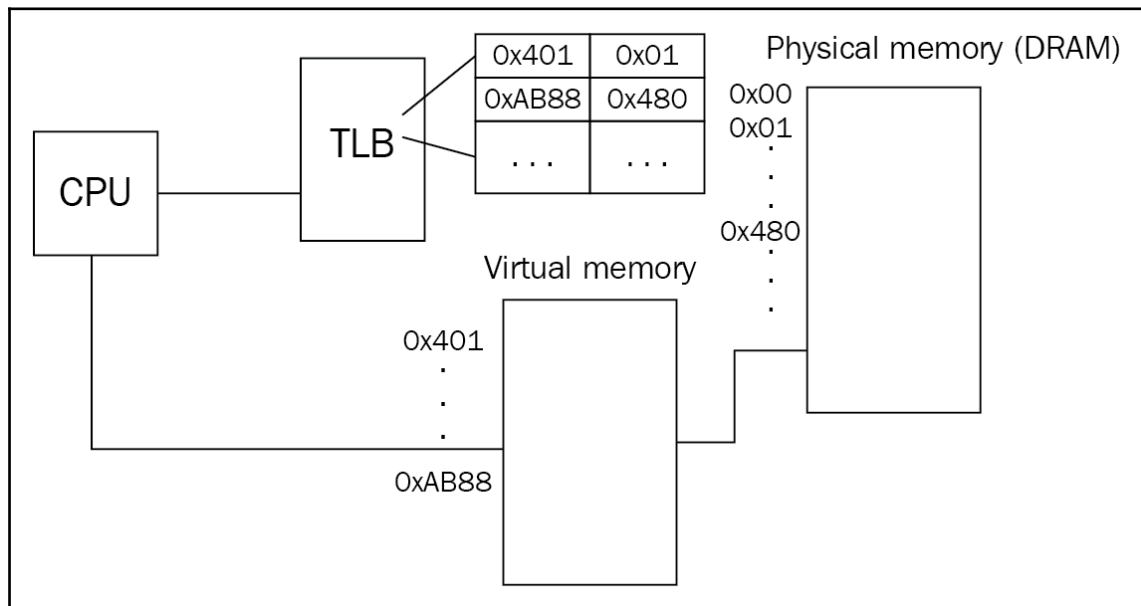 0x401 0x01
0xAB88 0x480
. . . . . .
Physical memory (DRAM)
0x00
0x01
.
.
.
0x480
.
.
.
TLB
CPU
Virtual memory
0x401
.
.
.
0xAB88